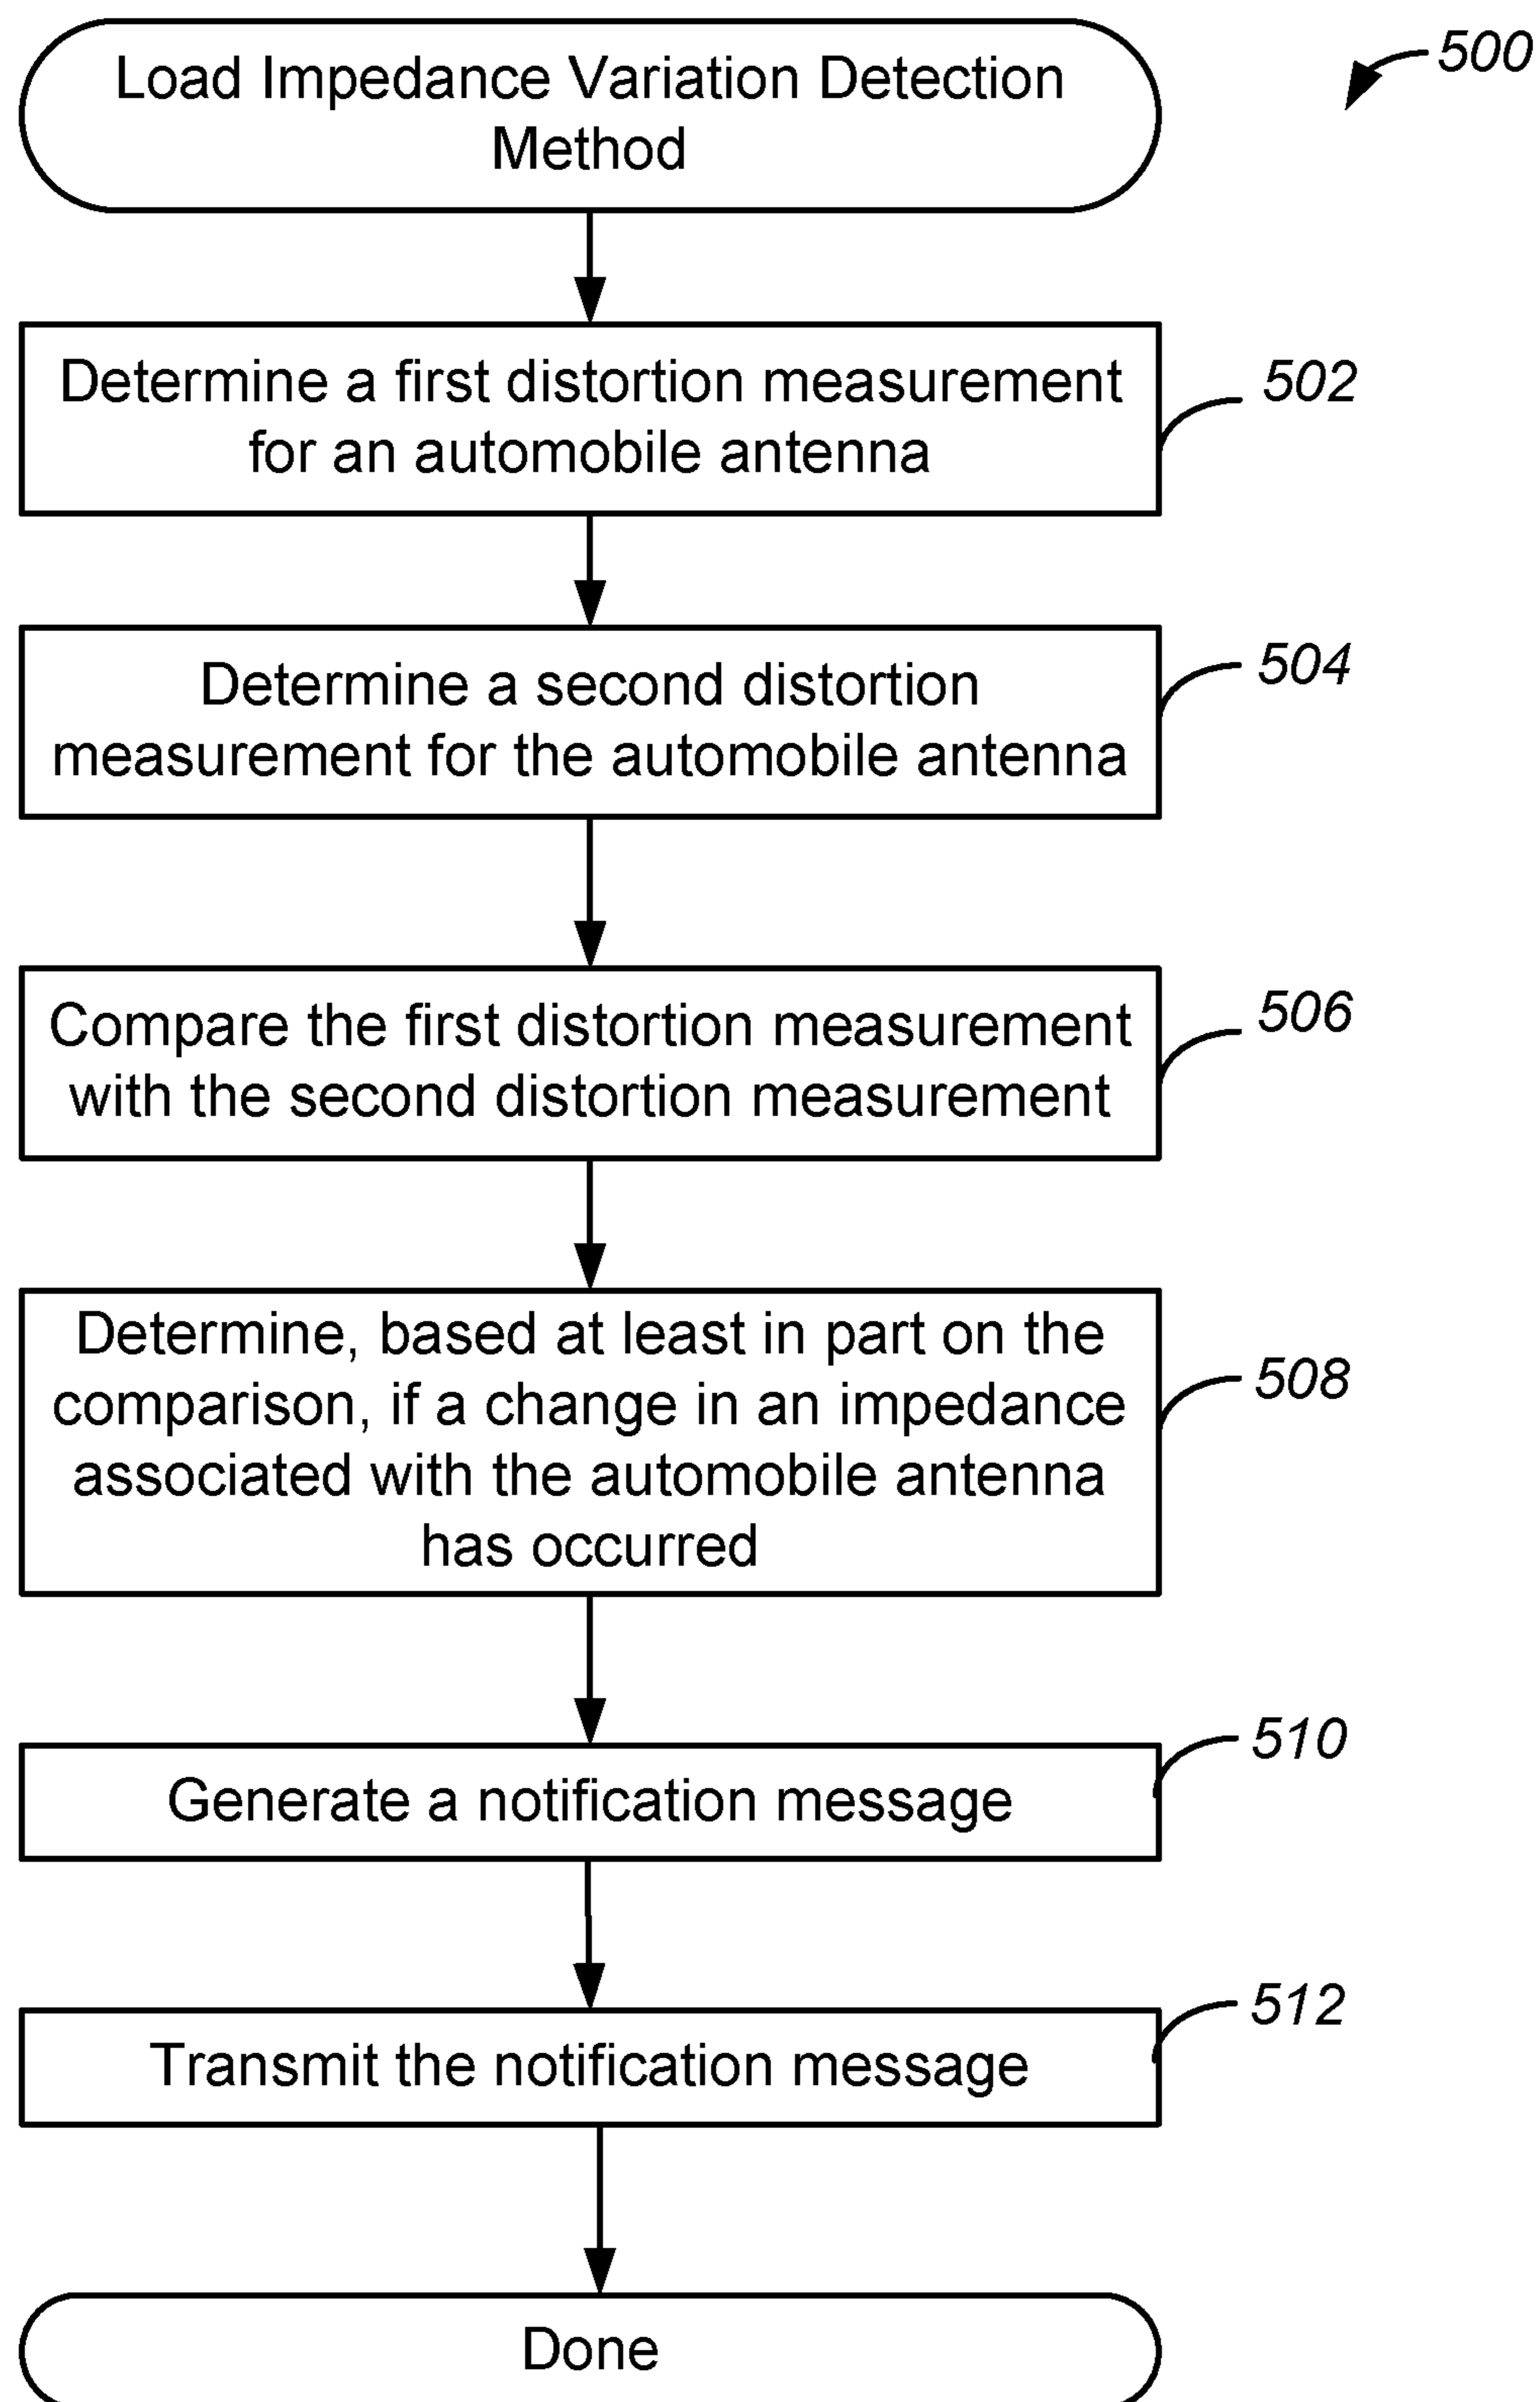 Load Impedance Variation Detection
Method
500
Determine a first distortion measurement
for an automobile antenna
502
Determine a second distortion
measurement for the automobile antenna
504
Compare the first distortion measurement
with the second distortion measurement
506
Determine, based at least in part on the
comparison, if a change in an impedance
associated with the automobile antenna
has occurred
508
Generate a notification message
510
Transmit the notification message
512
Done